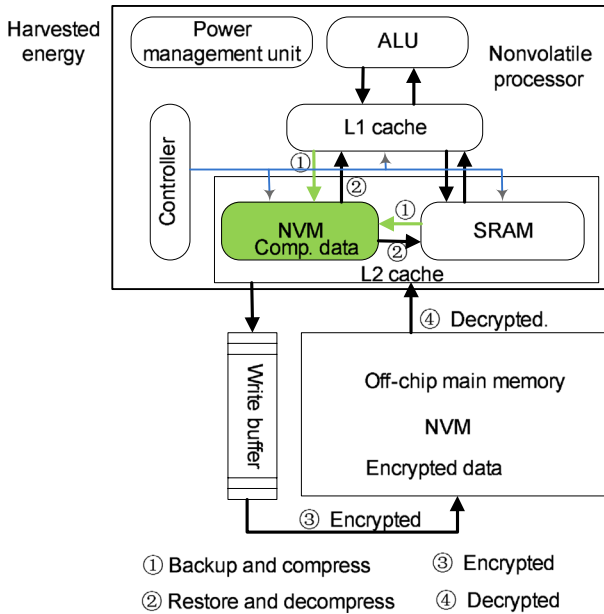 Harvested
energy
Power
management unit
ALU
Nonvolatile
processor
L1 cache
Controller
①
②
①
NVM
Comp. data
②
SRAM
L2 cache
④ Decrypted.
Write buffer
Off-chip main memory
NVM
Encrypted data
③ Encrypted
① Backup and compress
③ Encrypted
② Restore and decompress
④ Decrypted